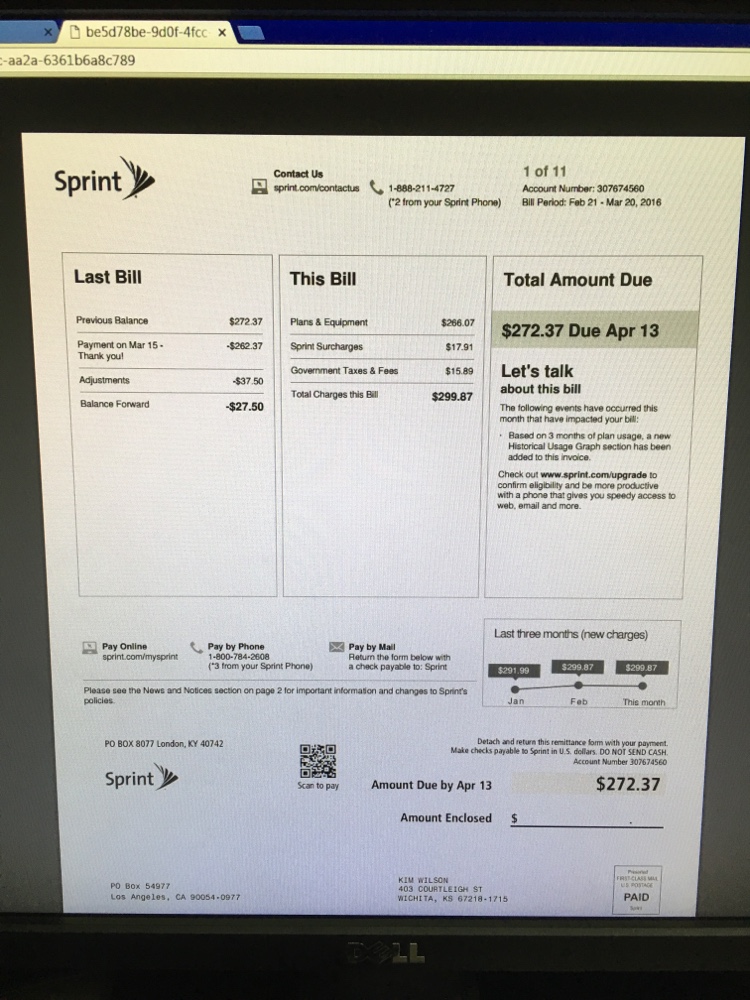 be5d78be-9d0f-4fcc ×
-aa2a-6361b6a8c789
Sprint
Contact Us
sprint.com/contactus
1-888-211-4727
(*2 from your Sprint Phone)
1 of 11
Account Number: 307674560
Bill Period: Feb 21 - Mar 20, 2016
Last Bill
Previous Balance $272.37
Payment on Mar 15 - -$262.37
Thank you!
Adjustments -$37.50
Balance Forward -$27.50
This Bill
Plans & Equipment $266.07
Sprint Surcharges $17.91
Government Taxes & Fees $15.89
Total Charges this Bill $299.87
Total Amount Due
$272.37 Due Apr 13
Let's talk
about this bill
The following events have occurred this
month that have impacted your bill:
· Based on 3 months of plan usage, a new
Historical Usage Graph section has been
added to this invoice.
Check out www.sprint.com/upgrade to
confirm eligibility and be more productive
with a phone that gives you speedy access to
web, email and more.
Pay Online
sprint.com/mysprint
Pay by Phone
1-800-784-2608
(*3 from your Sprint Phone)
Pay by Mail
Return the form below with
a check payable to: Sprint
Please see the News and Notices section on page 2 for important information and changes to Sprint's
policies.
Last three months (new charges)
$291.99 $299.87 $299.87
Jan Feb This month
PO BOX 8077 London, KY 40742
Sprint
Scan to pay
Detach and return this remittance form with your payment.
Make checks payable to Sprint in U.S. dollars. DO NOT SEND CASH.
Account Number 307674560
Amount Due by Apr 13 $272.37
Amount Enclosed $ .
PO Box 54977
Los Angeles, CA 90054-0977
KIM WILSON
403 COURTLEIGH ST
WICHITA, KS 67218-1715
Presorted
FIRST-CLASS MAIL
U.S. POSTAGE
PAID
Sprint
DELL